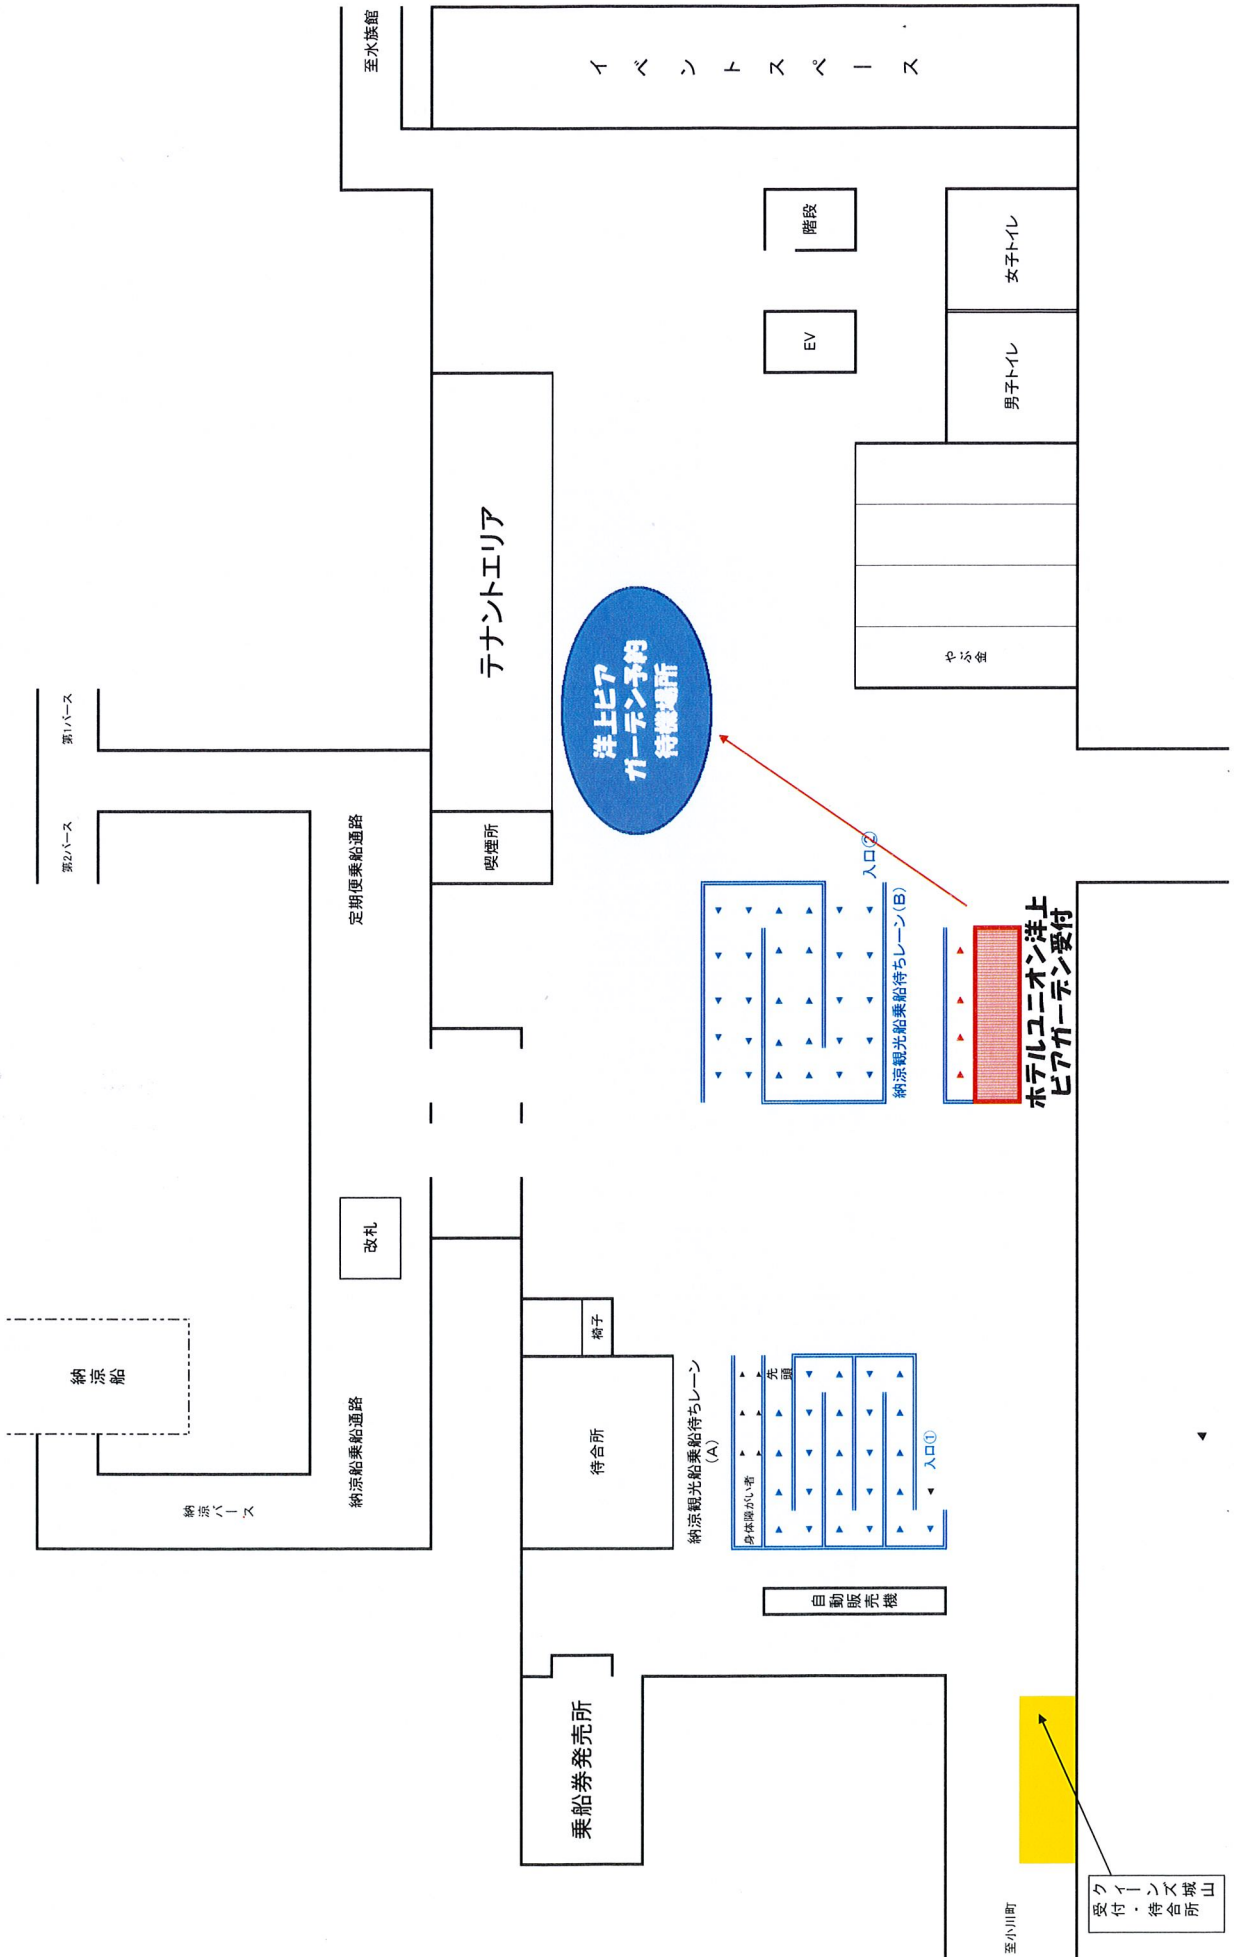 至水族館
イベントスペース
階段
EV
女子トイレ
男子トイレ
テナントエリア
やぶ金
洋上ビア
ガーデン予約
待機場所
第1バース
第2バース
定期便乗船通路
喫煙所
入口②
納涼観光船乗船待ちレーン(B)
ホテルユニオン洋上
ビアガーデン受付
改札
納涼船
納涼バース
納涼船乗船通路
椅子
待合所
納涼観光船乗船待ちレーン
(A)
先頭
身体障がい者
入口①
自動販売機
乗船券発売所
至小川町
クィーンズ城山
受付・待合所